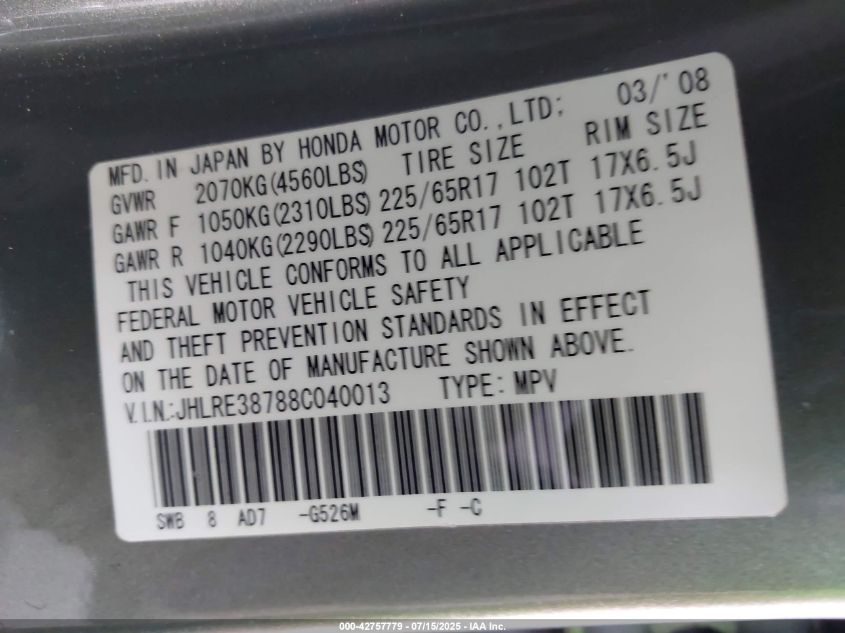 MFD. IN JAPAN BY HONDA MOTOR CO.,LTD; 03/'08
GVWR 2070KG(4560LBS) TIRE SIZE RIM SIZE
GAWR F 1050KG(2310LBS) 225/65R17 102T 17X6.5J
GAWR R 1040KG(2290LBS) 225/65R17 102T 17X6.5J
THIS VEHICLE CONFORMS TO ALL APPLICABLE
FEDERAL MOTOR VEHICLE SAFETY
AND THEFT PREVENTION STANDARDS IN EFFECT
ON THE DATE OF MANUFACTURE SHOWN ABOVE.
V.I.N.:JHLRE38788C040013 TYPE: MPV
SWB 8 AD7 -G526M -F -C
000-42757779 - 07/15/2025 - IAA Inc.